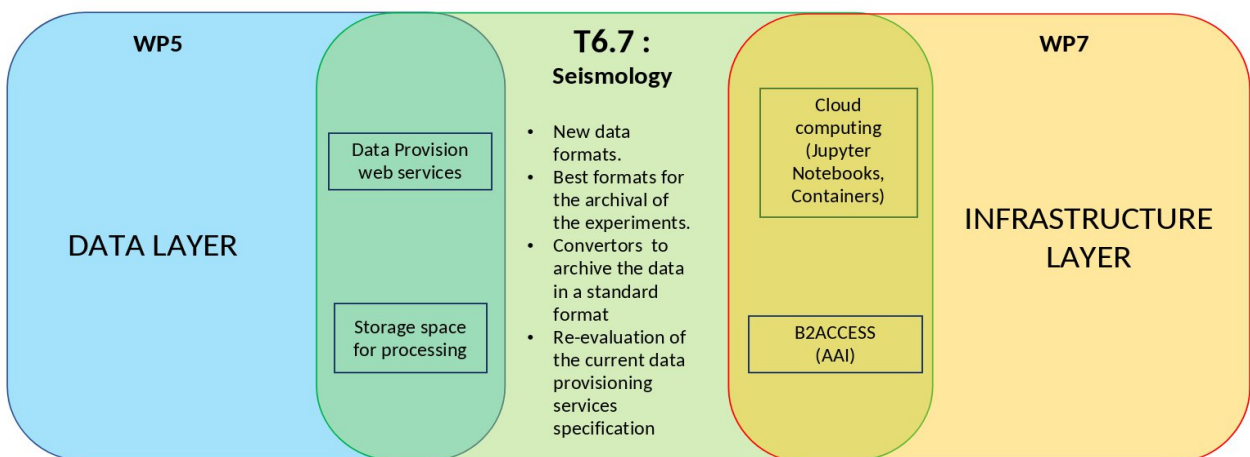 WP5
DATA LAYER
Data Provision
web services
Storage space
for processing
T6.7 :
Seismology
• New data
formats.
• Best formats for
the archival of
the experiments.
• Convertors to
archive the data
in a standard
format
• Re-evaluation of
the current data
provisioning
services
specification
Cloud
computing
(Jupyter
Notebooks,
Containers)
B2ACCESS
(AAI)
WP7
INFRASTRUCTURE
LAYER